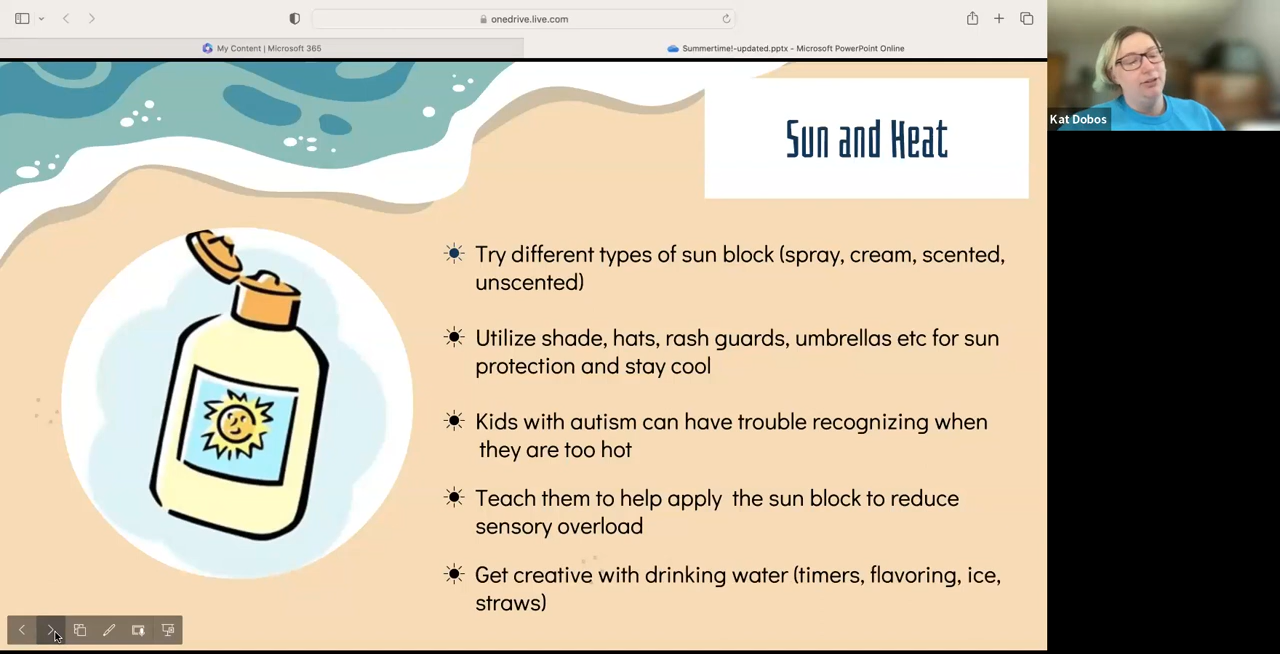 onedrive.live.com
My Content | Microsoft 365
Summertime!-updated.pptx - Microsoft PowerPoint Online
Kat Dobos
Sun and Heat
Try different types of sun block (spray, cream, scented,
unscented)
Utilize shade, hats, rash guards, umbrellas etc for sun
protection and stay cool
Kids with autism can have trouble recognizing when
they are too hot
Teach them to help apply the sun block to reduce
sensory overload
Get creative with drinking water (timers, flavoring, ice,
straws)